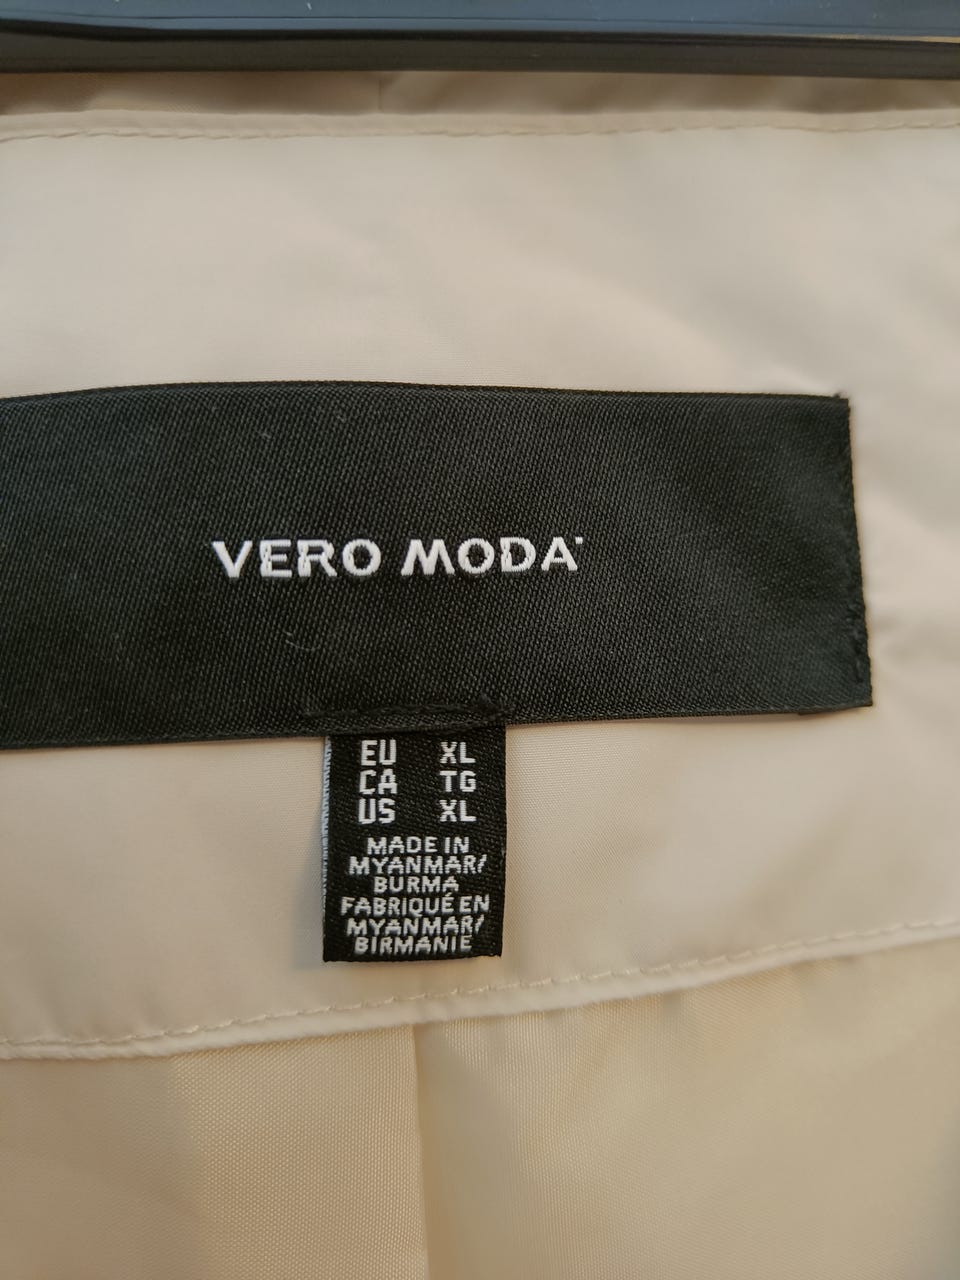 VERO MODA
EU XL
CA TG
US XL
MADE IN
MYANMAR/
BURMA
FABRIQUÉ EN
MYANMAR/
BIRMANIE